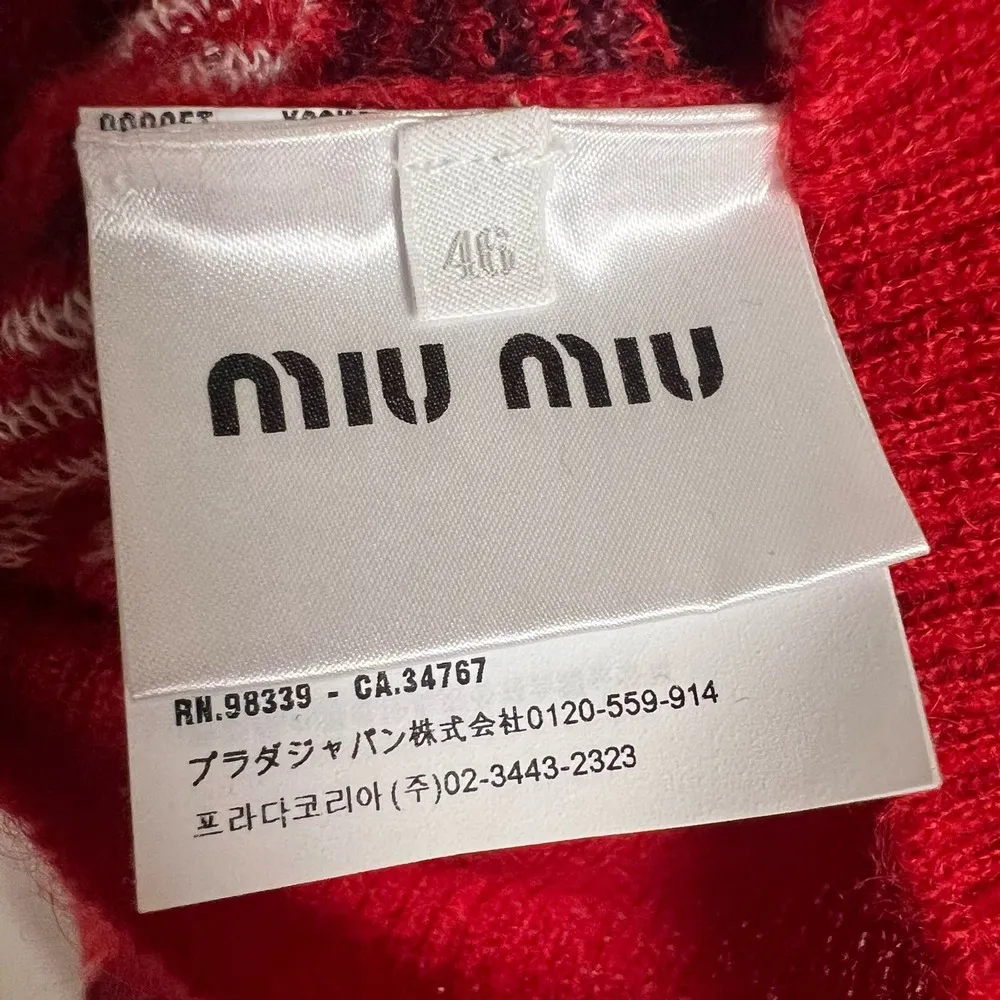 46
miu miu
RN.98339 - CA.34767
プラダジャパン株式会社0120-559-914
프라다코리아(주)02-3443-2323